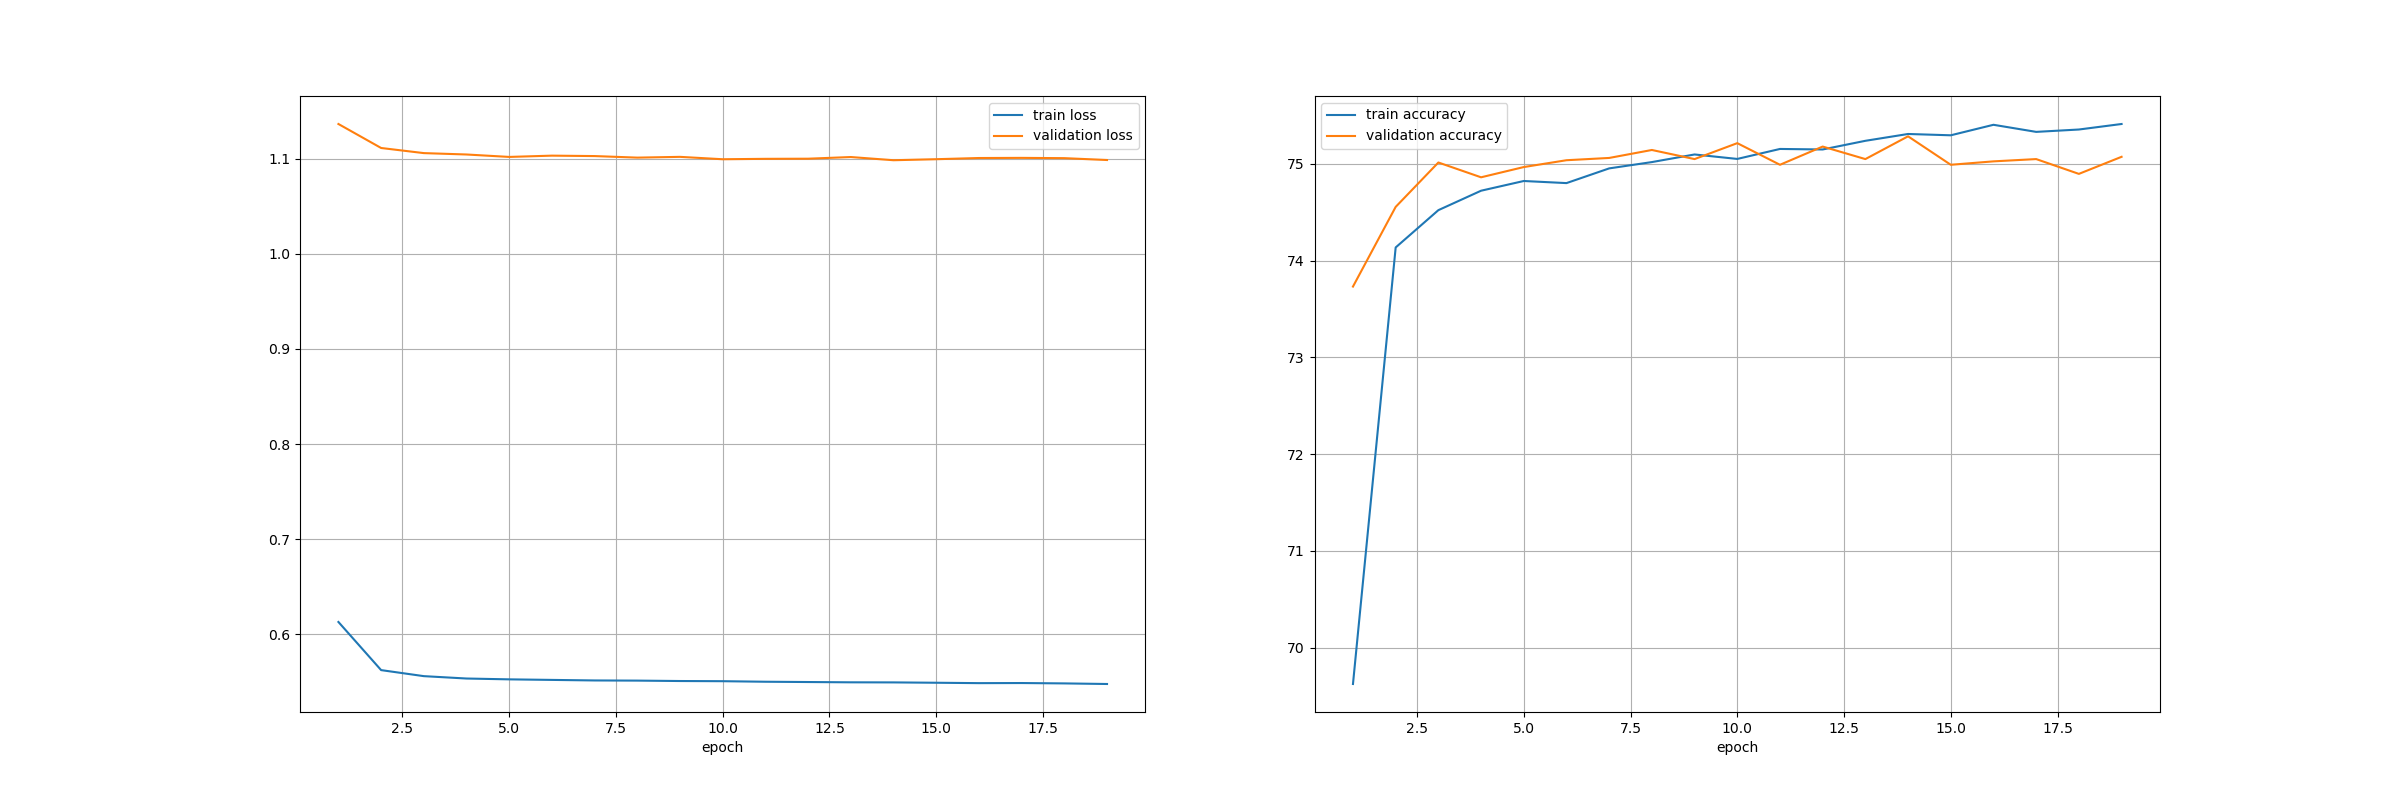 train loss
validation loss
1.1
1.0
0.9
0.8
0.7
0.6
2.5 5.0 7.5 10.0 12.5 15.0 17.5
epoch
train accuracy
validation accuracy
75
74
73
72
71
70
2.5 5.0 7.5 10.0 12.5 15.0 17.5
epoch